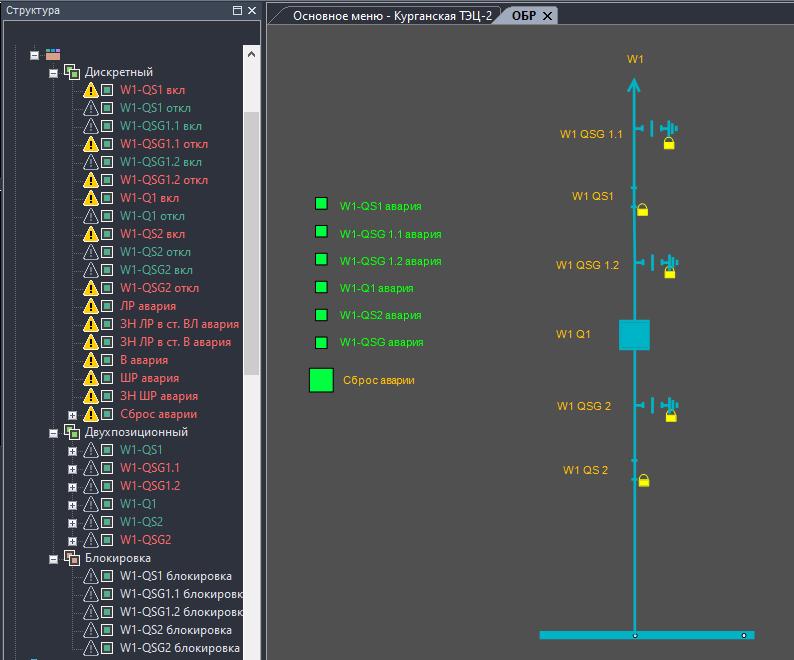 Структура
Основное меню - Курганская ТЭЦ-2
ОБР
Дискретный
W1-QS1 вкл
W1-QS1 откл
W1-QSG1.1 вкл
W1-QSG1.1 откл
W1-QSG1.2 вкл
W1-QSG1.2 откл
W1-Q1 вкл
W1-Q1 откл
W1-QS2 вкл
W1-QS2 откл
W1-QSG2 вкл
W1-QSG2 откл
ЛР авария
ЗН ЛР в ст. ВЛ авария
ЗН ЛР в ст. В авария
В авария
ШР авария
ЗН ШР авария
Сброс аварии
Двухпозиционный
W1-QS1
W1-QSG1.1
W1-QSG1.2
W1-Q1
W1-QS2
W1-QSG2
Блокировка
W1-QS1 блокировка
W1-QSG1.1 блокировк
W1-QSG1.2 блокировк
W1-QS2 блокировка
W1-QSG2 блокировка
W1-QS1 авария
W1-QSG 1.1 авария
W1-QSG 1.2 авария
W1-Q1 авария
W1-QS2 авария
W1-QSG авария
Сброс аварии
W1
W1 QSG 1.1
W1 QS1
W1 QSG 1.2
W1 Q1
W1 QSG 2
W1 QS 2